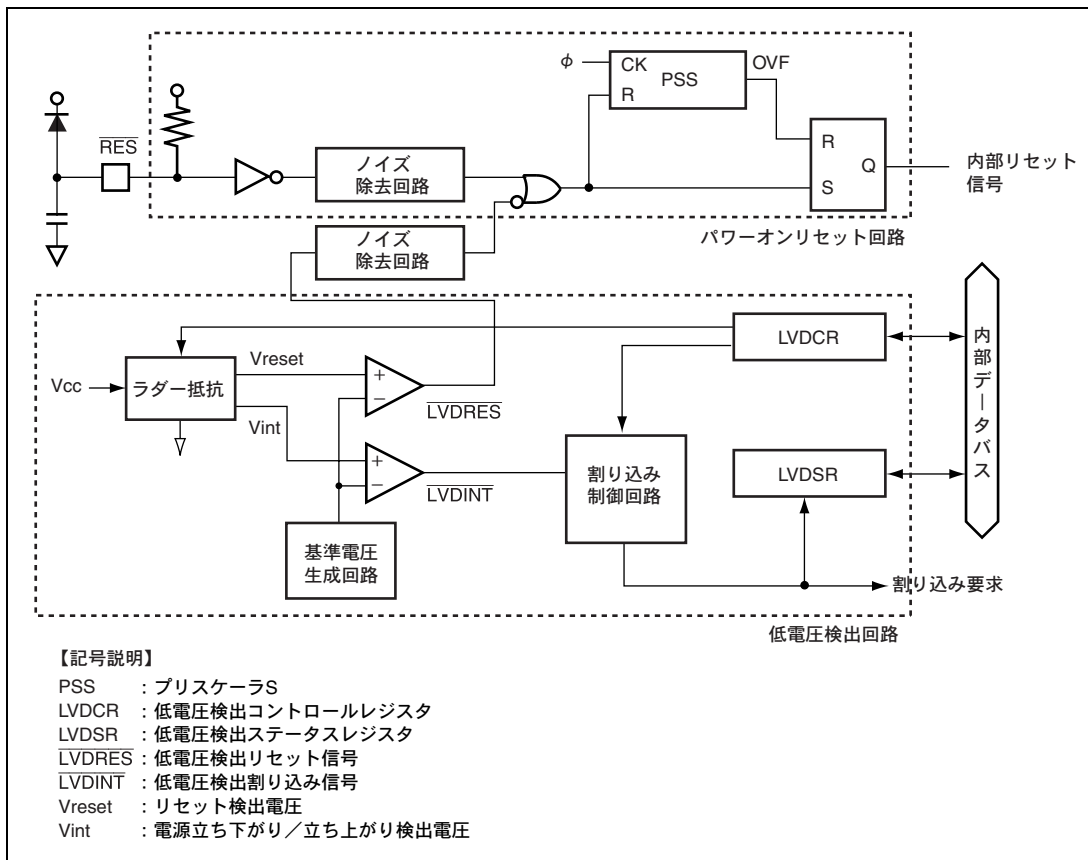 φ
CK
PSS
R
OVF
RES
ノイズ
除去回路
R
Q
S
内部リセット
信号
パワーオンリセット回路
ノイズ
除去回路
LVDCR
内部データバス
Vcc
ラダー抵抗
Vreset
+
−
LVDRES
Vint
+
−
LVDINT
割り込み
制御回路
LVDSR
基準電圧
生成回路
割り込み要求
低電圧検出回路
【記号説明】
PSS :プリスケーラS
LVDCR :低電圧検出コントロールレジスタ
LVDSR :低電圧検出ステータスレジスタ
LVDRES :低電圧検出リセット信号
LVDINT :低電圧検出割り込み信号
Vreset :リセット検出電圧
Vint :電源立ち下がり/立ち上がり検出電圧